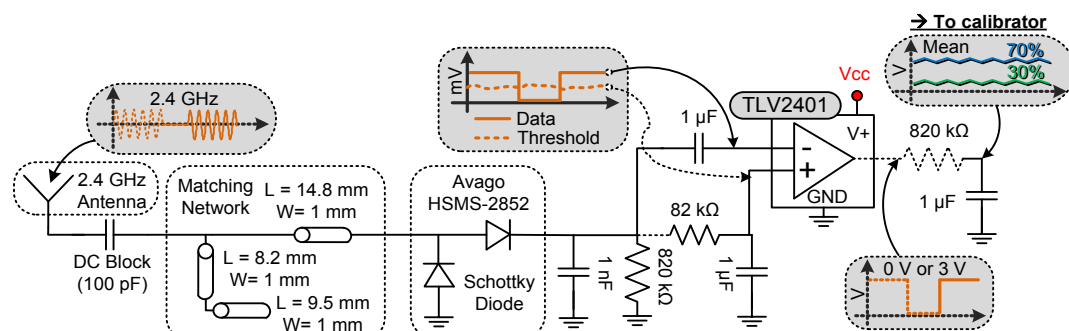 → To calibrator
Mean
70%
30%
V
mV
Data
Threshold
Vcc
TLV2401
V+
-
+
GND
1 µF
820 kΩ
1 µF
2.4 GHz
2.4 GHz
Antenna
DC Block
(100 pF)
Matching
Network
L = 14.8 mm
W= 1 mm
L = 8.2 mm
W= 1 mm
L = 9.5 mm
W= 1 mm
Avago
HSMS-2852
Schottky
Diode
1 nF
820 kΩ
82 kΩ
1µF
0 V or 3 V
V